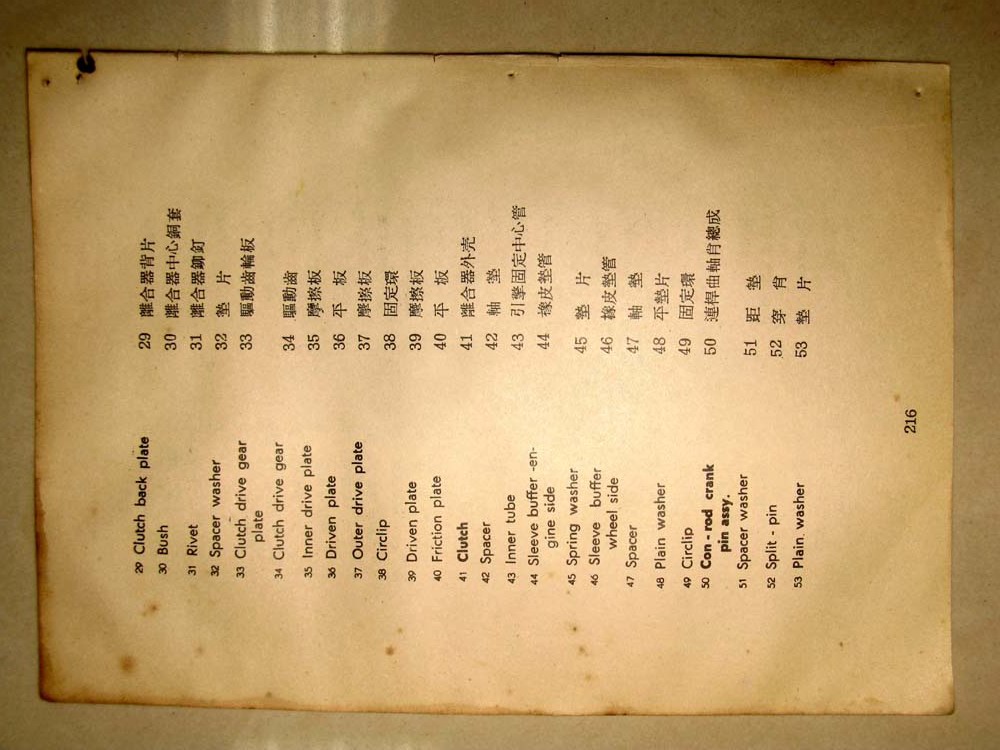 29 Clutch back plate
30 Bush
31 Rivet
32 Spacer washer
33 Clutch drive gear
plate
34 Clutch drive gear
35 Inner drive plate
36 Driven plate
37 Outer drive plate
38 Circlip
39 Driven plate
40 Friction plate
41 Clutch
42 Spacer
43 Inner tube
44 Sleeve buffer -en-
gine side
45 Spring washer
46 Sleeve buffer
wheel side
47 Spacer
48 Plain washer
49 Circlip
50 Con - rod crank
pin assy.
51 Spacer washer
52 Split - pin
53 Plain washer
29 離合器背片
30 離合器中心銅套
31 離合器鉚釘
32 墊片
33 驅動齒輪板
34 驅動齒
35 摩擦板
36 平板
37 摩擦板
38 固定環
39 摩擦板
40 平板
41 離合器外壳
42 軸墊
43 引擎固定中心管
44 橡皮墊管
45 墊片
46 橡皮墊管
47 軸墊
48 平墊片
49 固定環
50 連桿曲軸肖總成
51 距墊
52 穿肖
53 墊片
216